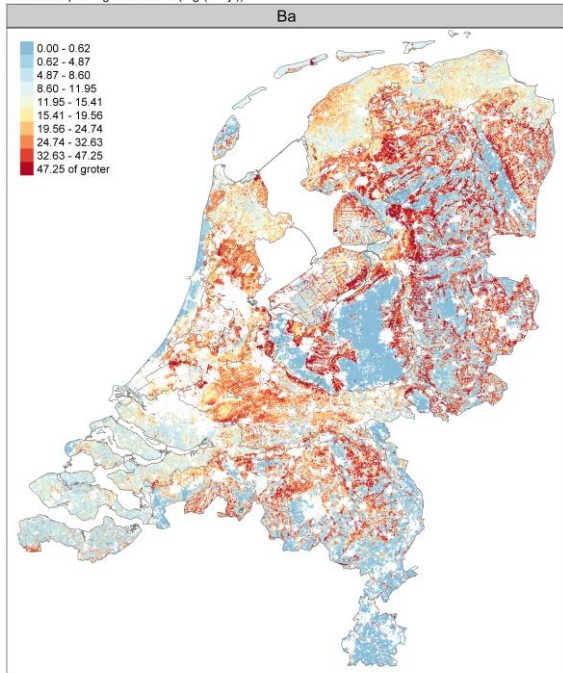 Ba
0.00 - 0.62
0.62 - 4.87
4.87 - 8.60
8.60 - 11.95
11.95 - 15.41
15.41 - 19.56
19.56 - 24.74
24.74 - 32.63
32.63 - 47.25
47.25 of groter